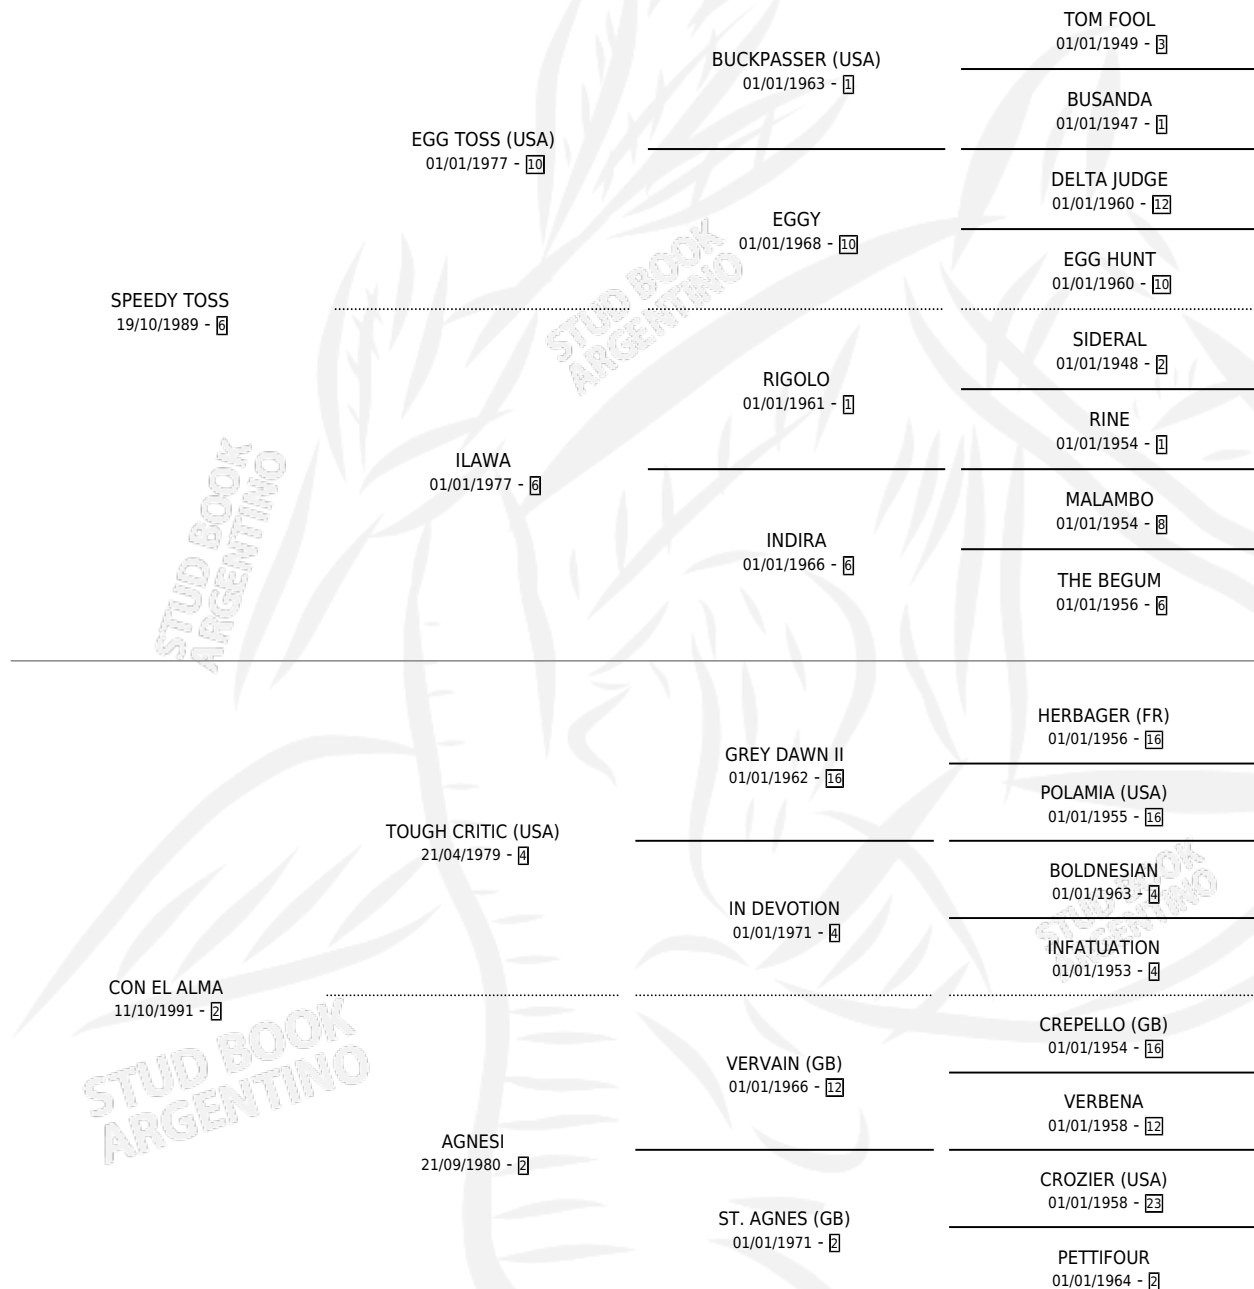 TOM FOOL
01/01/1949 - 3
BUCKPASSER (USA)
01/01/1963 - 1
BUSANDA
01/01/1947 - 1
EGG TOSS (USA)
01/01/1977 - 10
DELTA JUDGE
01/01/1960 - 12
EGGY
01/01/1968 - 10
EGG HUNT
01/01/1960 - 10
SPEEDY TOSS
19/10/1989 - 6
SIDERAL
01/01/1948 - 2
RIGOLO
01/01/1961 - 1
RINE
01/01/1954 - 1
ILAWA
01/01/1977 - 6
MALAMBO
01/01/1954 - 8
INDIRA
01/01/1966 - 6
THE BEGUM
01/01/1956 - 6
HERBAGER (FR)
01/01/1956 - 16
GREY DAWN II
01/01/1962 - 16
POLAMIA (USA)
01/01/1955 - 16
TOUGH CRITIC (USA)
21/04/1979 - 4
BOLDNESIAN
01/01/1963 - 4
IN DEVOTION
01/01/1971 - 4
INFATUATION
01/01/1953 - 4
CON EL ALMA
11/10/1991 - 2
CREPELLO (GB)
01/01/1954 - 16
VERVAIN (GB)
01/01/1966 - 12
VERBENA
01/01/1958 - 12
AGNESI
21/09/1980 - 2
CROZIER (USA)
01/01/1958 - 23
ST. AGNES (GB)
01/01/1971 - 2
PETTIFOUR
01/01/1964 - 2
STUD BOOK
ARGENTINO
STUD BOOK
ARGENTINO
STUD BOOK
ARGENTINO
STUD BOOK
ARGENTINO